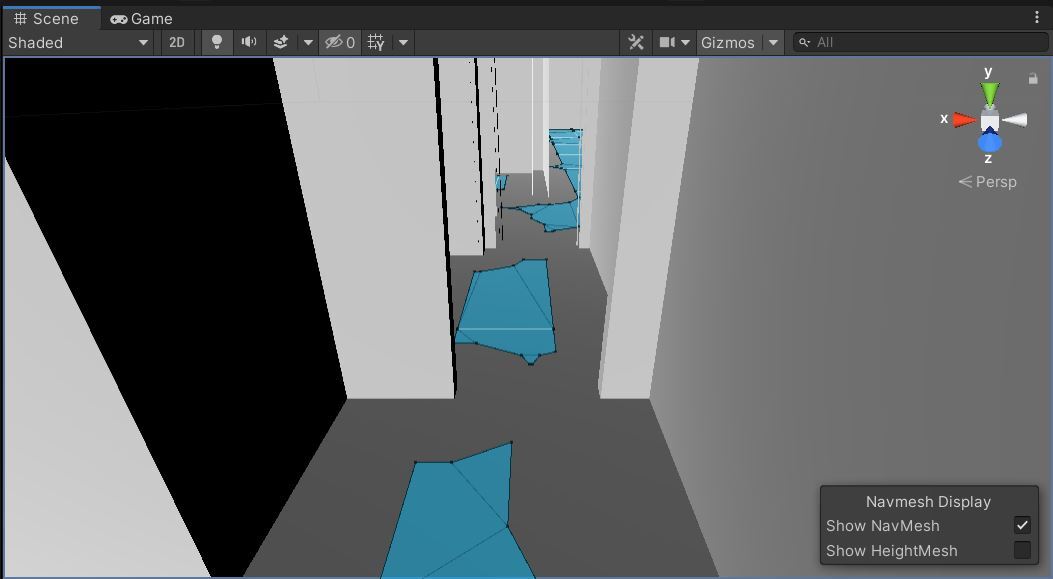 Scene Game
Shaded 2D 0 Gizmos All
y
x
z
Persp
Navmesh Display
Show NavMesh
Show HeightMesh